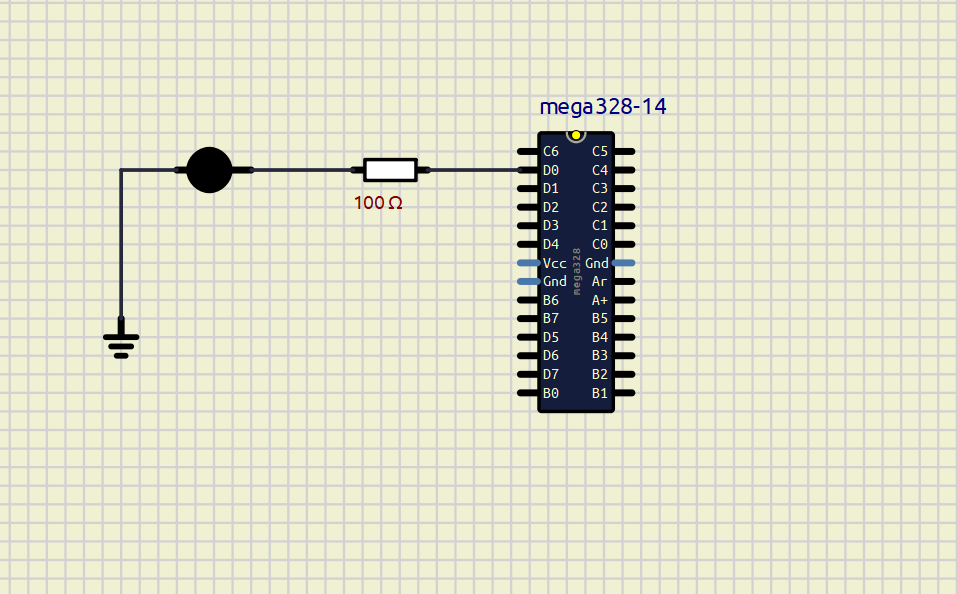 mega328-14
C6 C5
D0 C4
D1 C3
D2 C2
D3 C1
D4 C0
Vcc Gnd
Gnd Ar
B6 A+
B7 B5
D5 B4
D6 B3
D7 B2
B0 B1
mega328
100 Ω